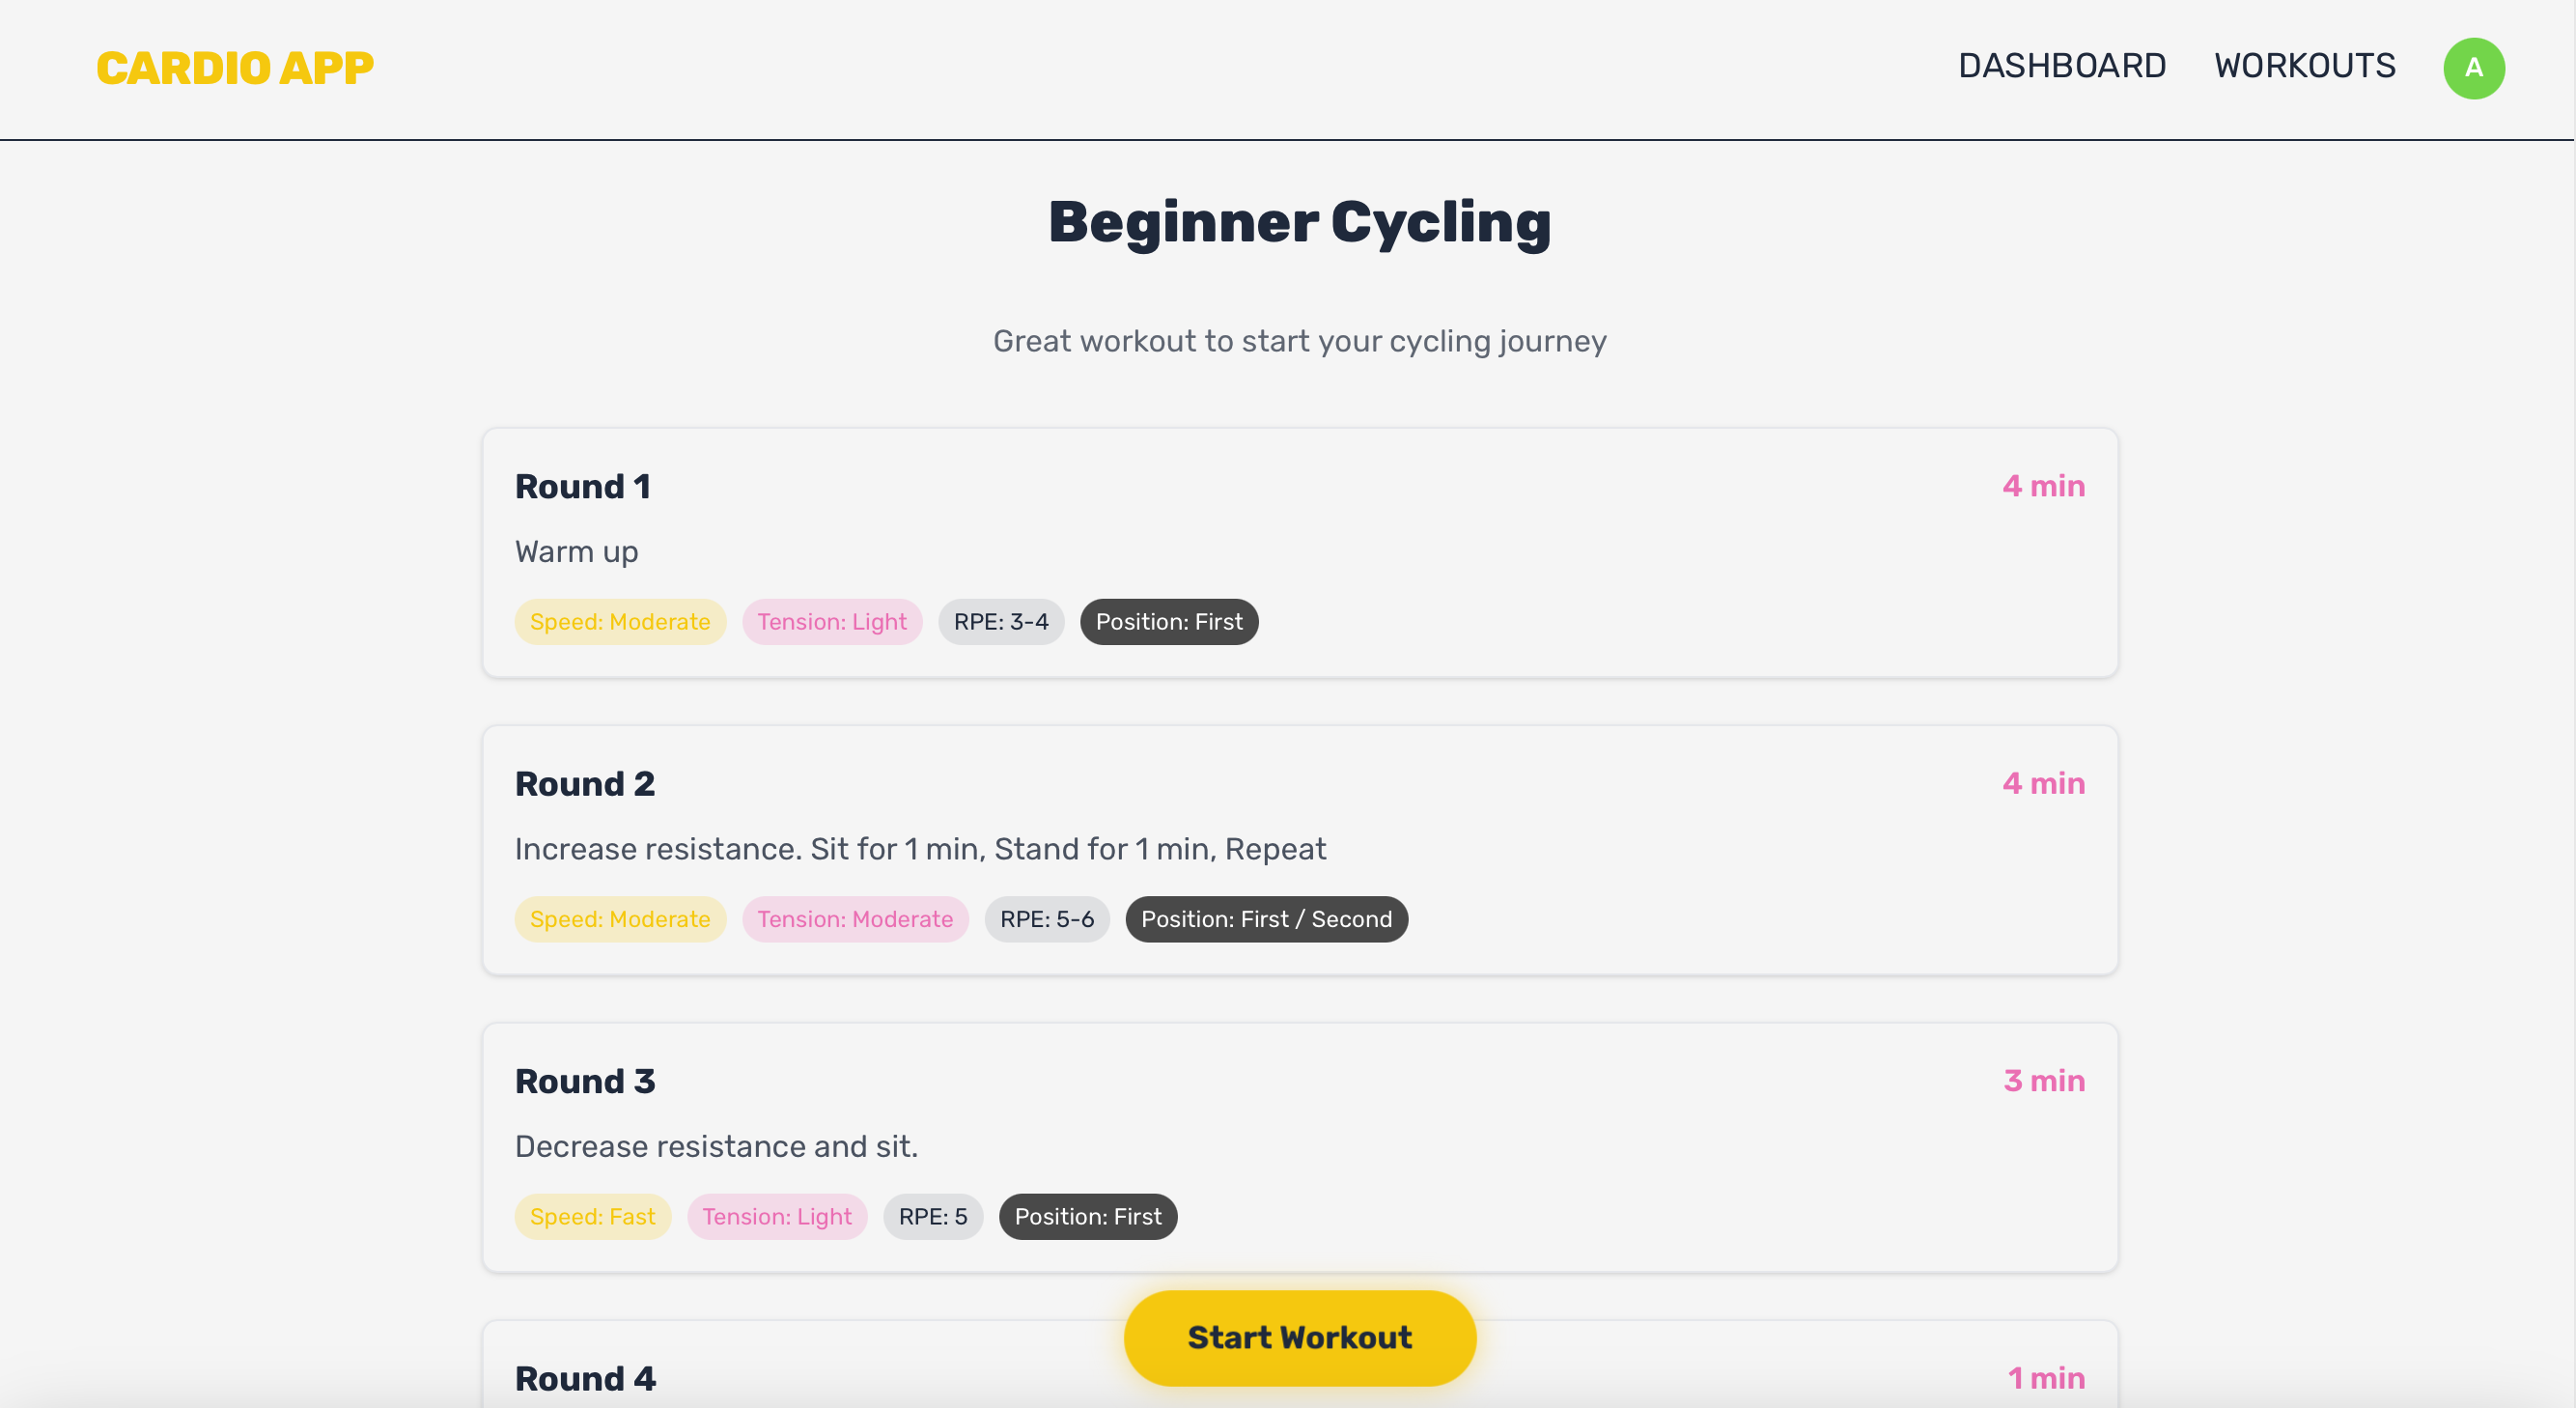 CARDIO APP
DASHBOARD WORKOUTS A
Beginner Cycling
Great workout to start your cycling journey
Round 1 4 min
Warm up
Speed: Moderate Tension: Light RPE: 3-4 Position: First
Round 2 4 min
Increase resistance. Sit for 1 min, Stand for 1 min, Repeat
Speed: Moderate Tension: Moderate RPE: 5-6 Position: First / Second
Round 3 3 min
Decrease resistance and sit.
Speed: Fast Tension: Light RPE: 5 Position: First
Start Workout
Round 4 1 min